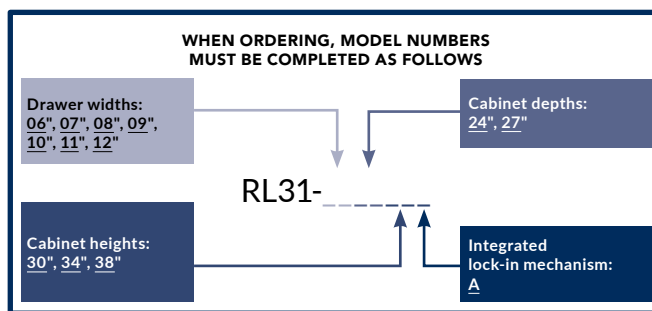 WHEN ORDERING, MODEL NUMBERS
MUST BE COMPLETED AS FOLLOWS
Drawer widths:
06", 07", 08", 09",
10", 11", 12"
Cabinet depths:
24", 27"
RL31-_ _ _ _ _ _ _
Cabinet heights:
30", 34", 38"
Integrated
lock-in mechanism:
A